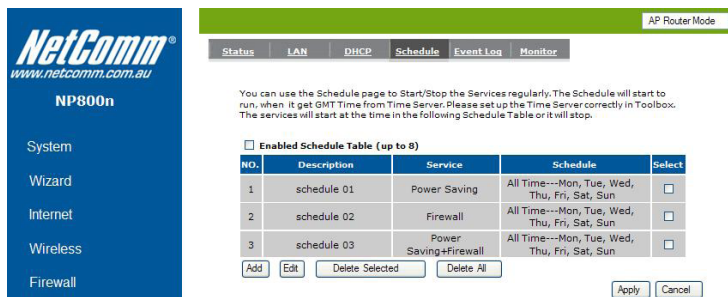 AP Router Mode
NetComm®
www.netcomm.com.au
NP800n
System
Wizard
Internet
Wireless
Firewall
Status LAN DHCP Schedule Event Log Monitor
You can use the Schedule page to Start/Stop the Services regularly. The Schedule will start to
run, when it get GMT Time from Time Server. Please set up the Time Server correctly in Toolbox.
The services will start at the time in the following Schedule Table or it will stop.
Enabled Schedule Table (up to 8)
NO. Description Service Schedule Select
1 schedule 01 Power Saving All Time---Mon, Tue, Wed,
Thu, Fri, Sat, Sun
2 schedule 02 Firewall All Time---Mon, Tue, Wed,
Thu, Fri, Sat, Sun
3 schedule 03 Power
Saving+Firewall All Time---Mon, Tue, Wed,
Thu, Fri, Sat, Sun
Add Edit Delete Selected Delete All
Apply Cancel